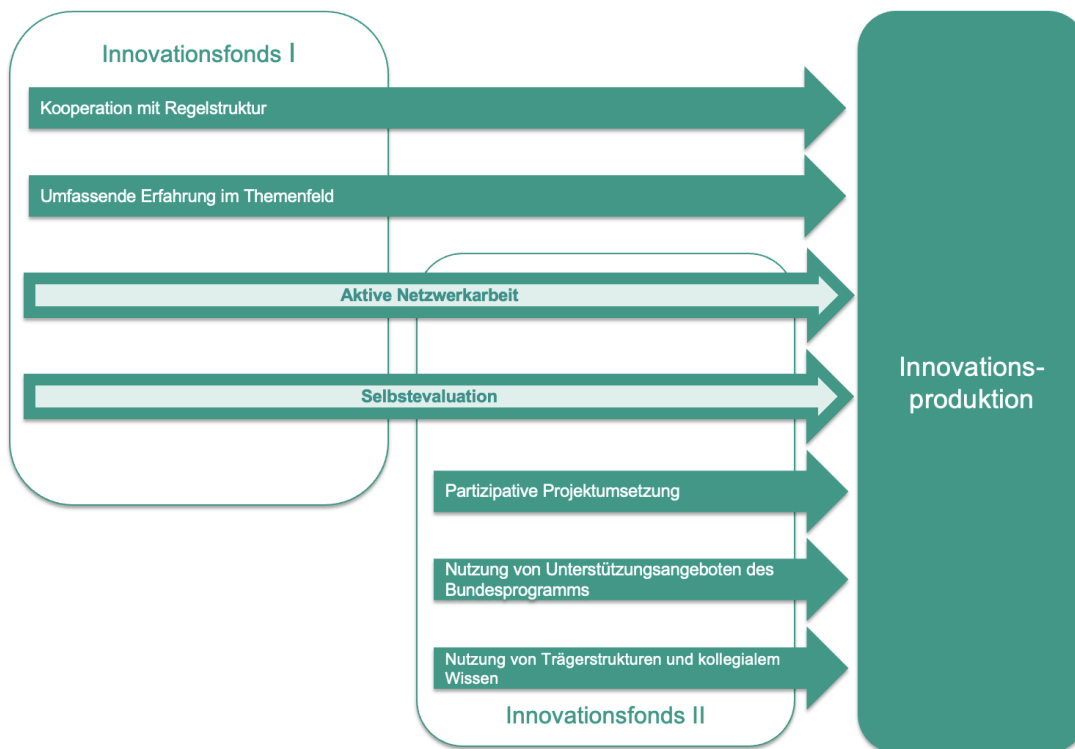 Innovationsfonds I
Kooperation mit Regelstruktur
Umfassende Erfahrung im Themenfeld
Aktive Netzwerkarbeit
Selbstevaluation
Partizipative Projektumsetzung
Nutzung von Unterstützungsangeboten des
Bundesprogramms
Nutzung von Trägerstrukturen und kollegialem
Wissen
Innovationsfonds II
Innovations-
produktion